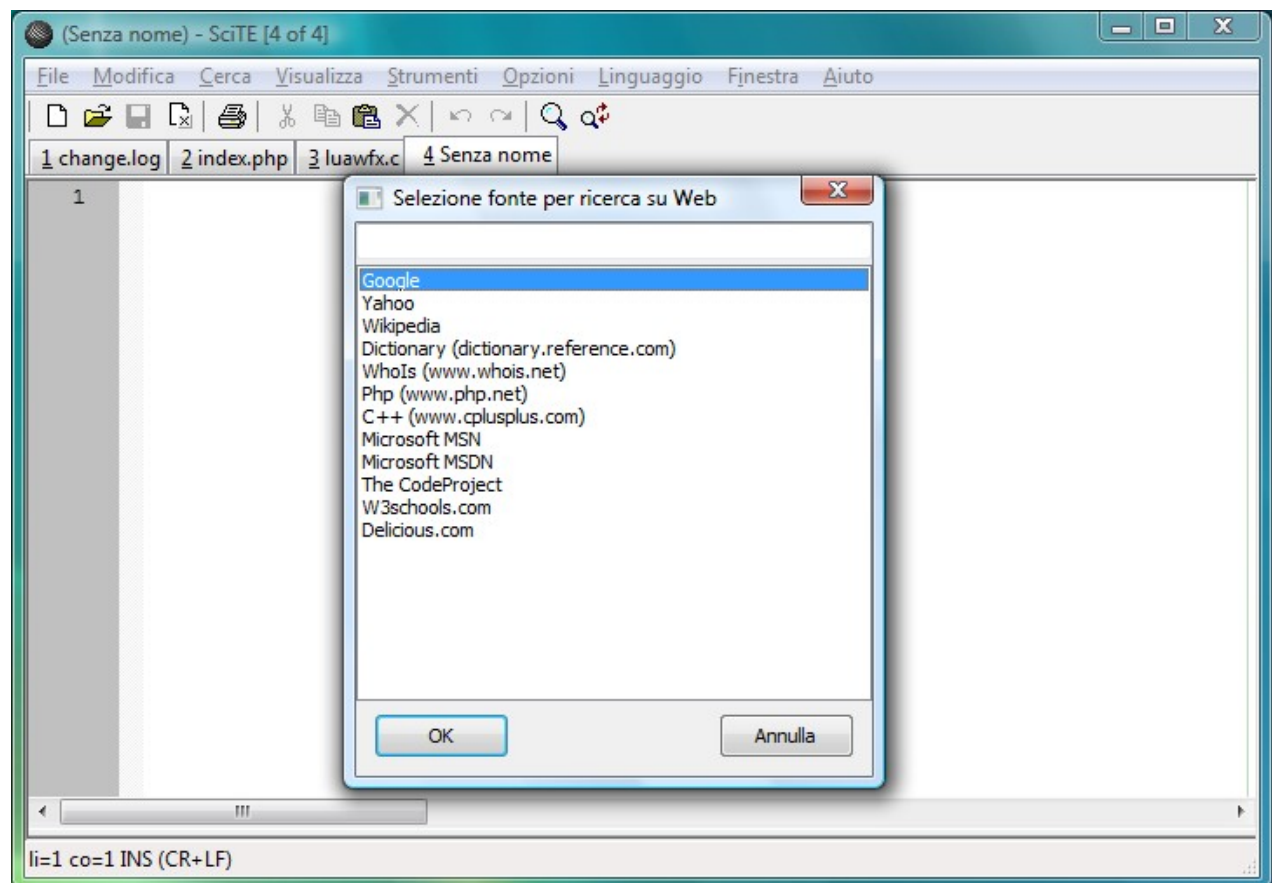 (Senza nome) - SciTE [4 of 4]
File Modifica Cerca Visualizza Strumenti Opzioni Linguaggio Finestra Aiuto
1 change.log 2 index.php 3 luawfx.c 4 Senza nome
1
Selezione fonte per ricerca su Web
Google
Yahoo
Wikipedia
Dictionary (dictionary.reference.com)
WhoIs (www.whois.net)
Php (www.php.net)
C++ (www.cplusplus.com)
Microsoft MSN
Microsoft MSDN
The CodeProject
W3schools.com
Delicious.com
OK Annulla
li=1 co=1 INS (CR+LF)